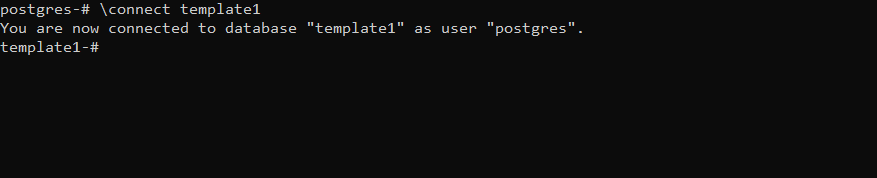 postgres-# \connect template1
You are now connected to database "template1" as user "postgres".
template1-#